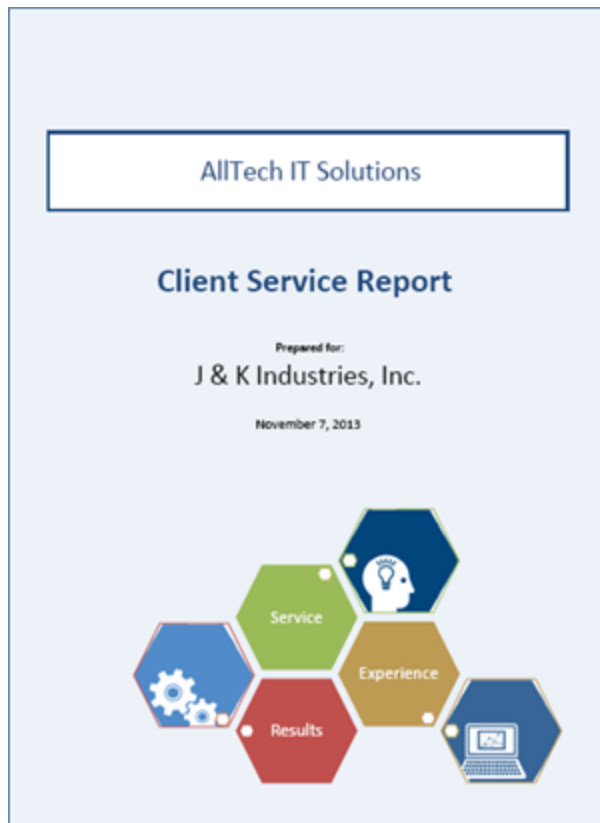 AllTech IT Solutions
Client Service Report
Prepared for:
J & K Industries, Inc.
November 7, 2013
Service
Experience
Results